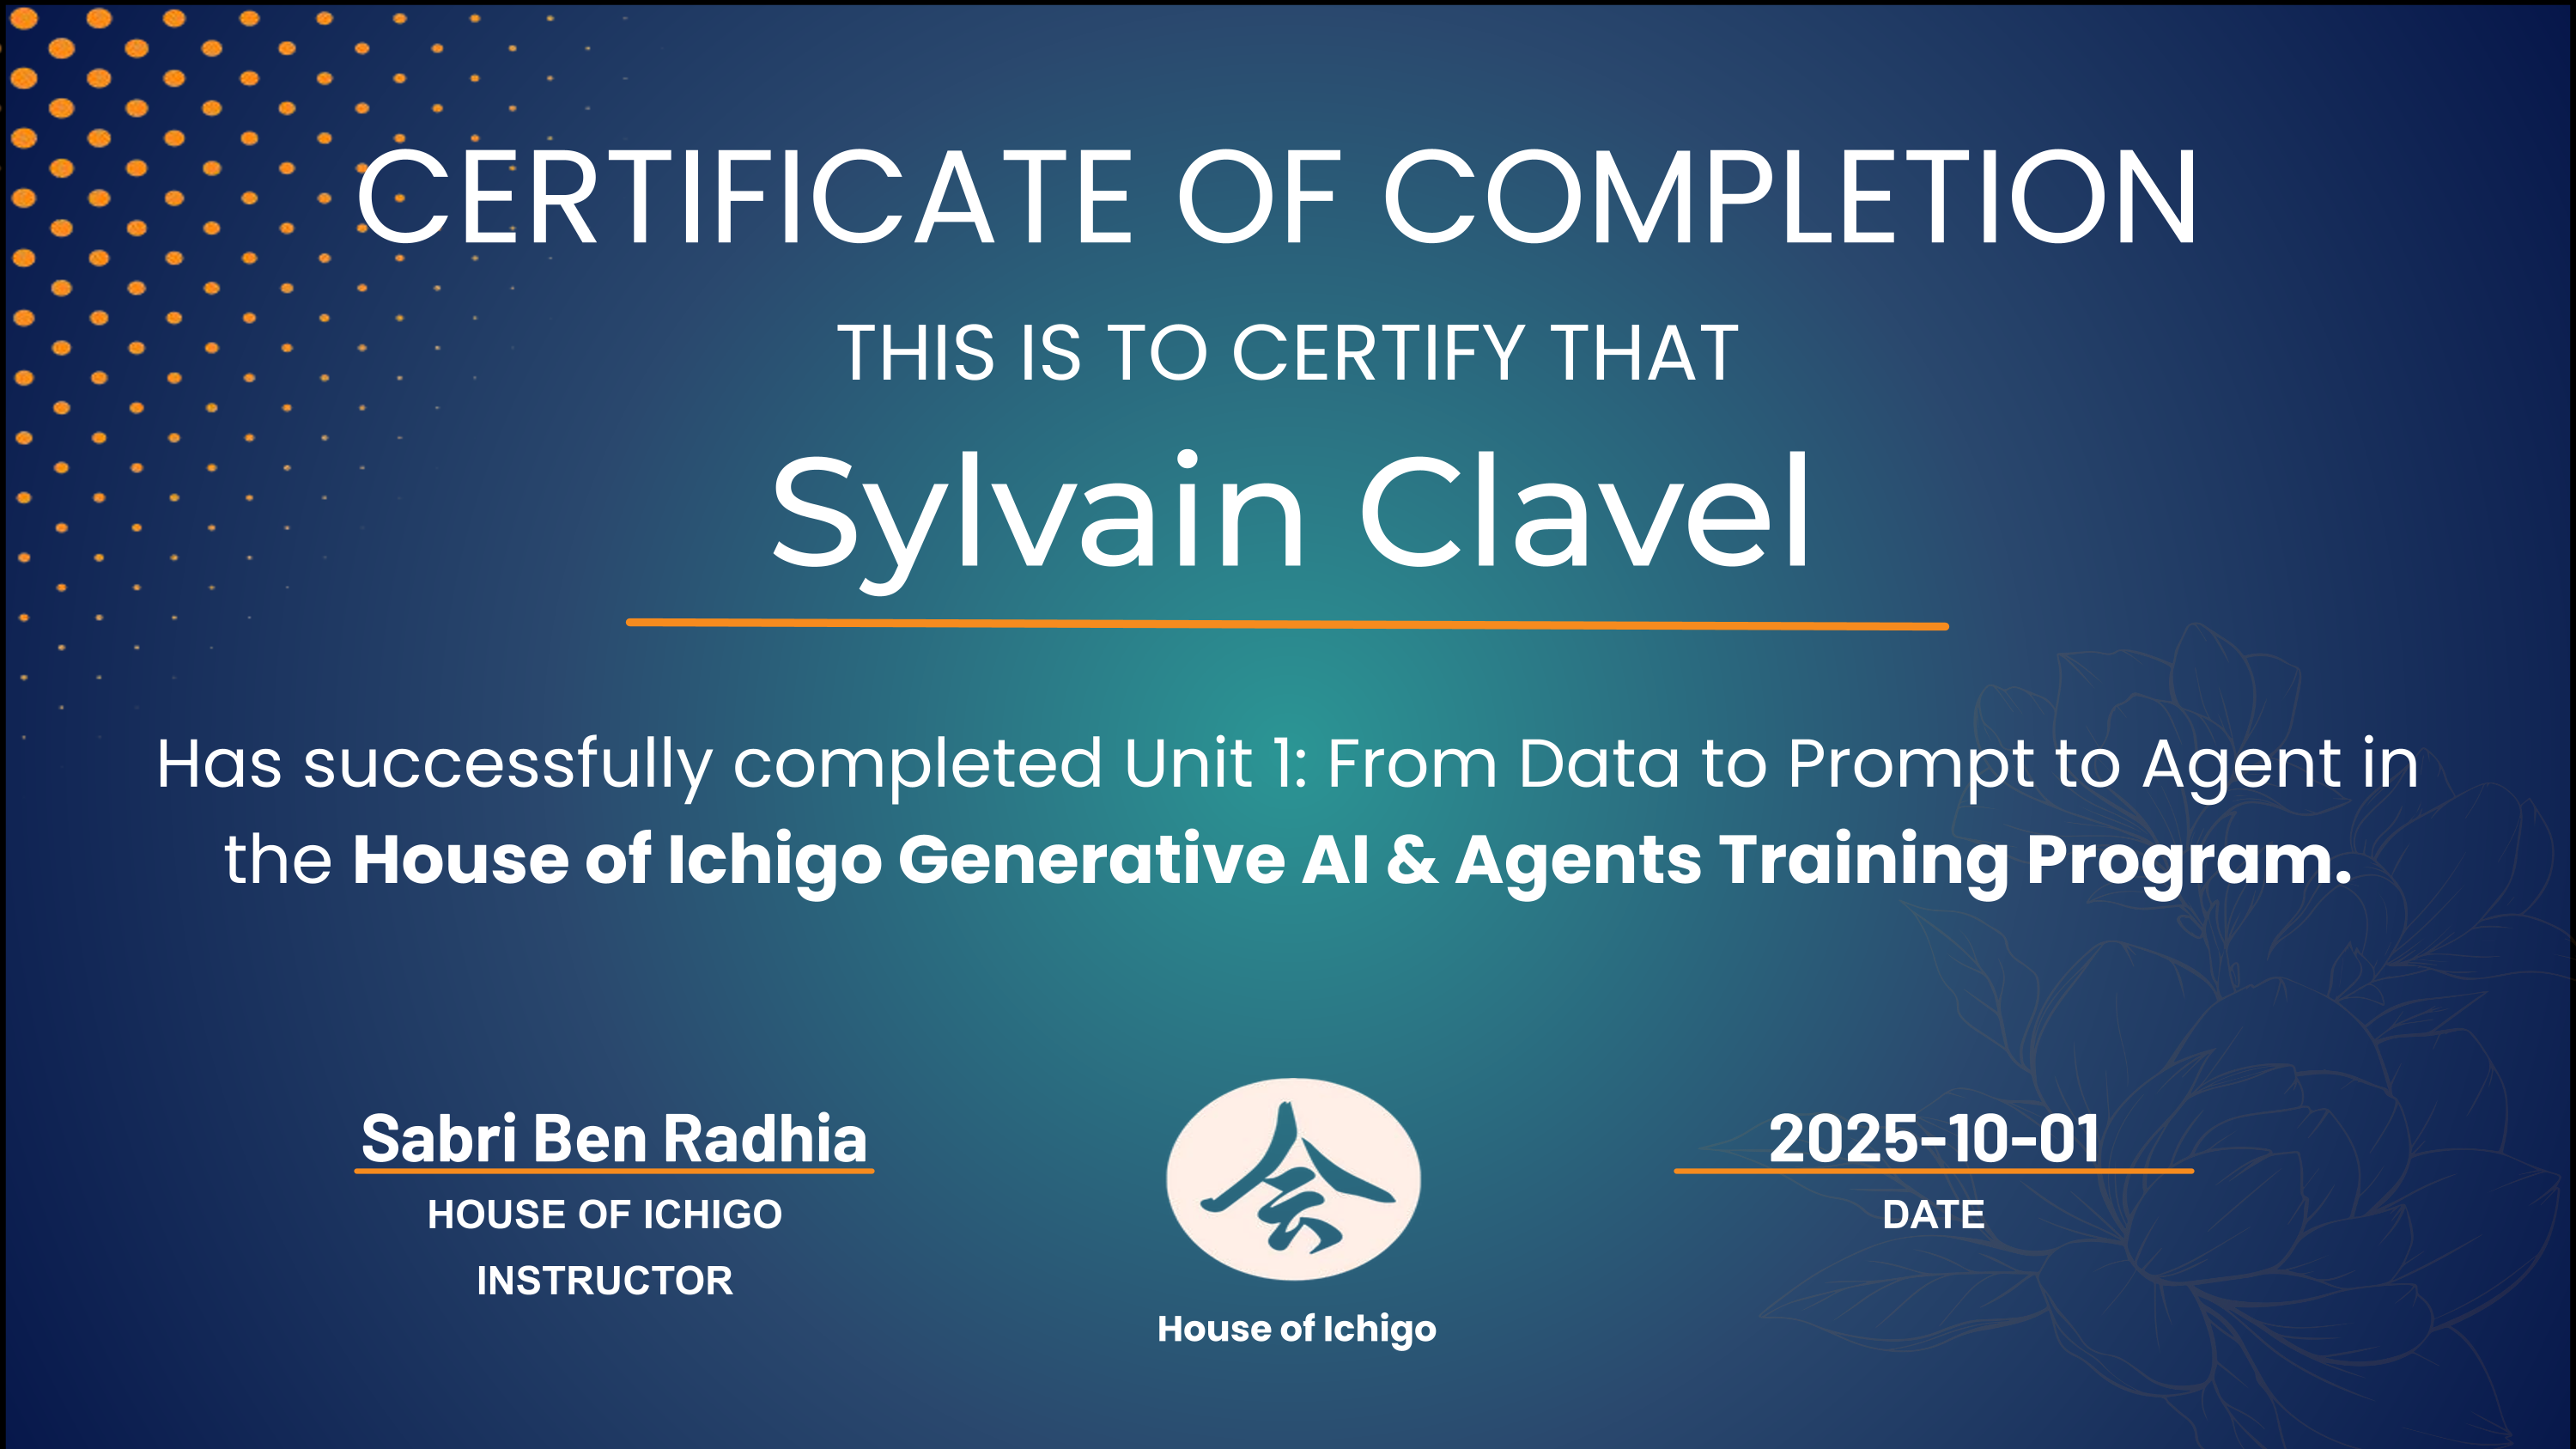 CERTIFICATE OF COMPLETION
THIS IS TO CERTIFY THAT
Sylvain Clavel
Has successfully completed Unit 1: From Data to Prompt to Agent in
the House of Ichigo Generative AI & Agents Training Program.
Sabri Ben Radhia
HOUSE OF ICHIGO
INSTRUCTOR
会
House of Ichigo
2025-10-01
DATE